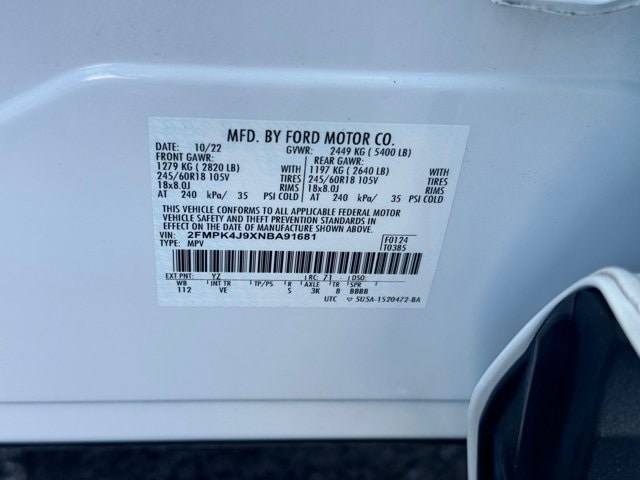 MFD. BY FORD MOTOR CO.
DATE: 10/22 GVWR: 2449 KG ( 5400 LB)
FRONT GAWR: REAR GAWR:
1279 KG ( 2820 LB) WITH 1197 KG ( 2640 LB) WITH
245/60R18 105V TIRES 245/60R18 105V TIRES
18x8.0J RIMS 18x8.0J RIMS
AT 240 kPa/ 35 PSI COLD AT 240 kPa/ 35 PSI COLD
THIS VEHICLE CONFORMS TO ALL APPLICABLE FEDERAL MOTOR
VEHICLE SAFETY AND THEFT PREVENTION STANDARDS IN
EFFECT ON THE DATE OF MANUFACTURE SHOWN ABOVE.
VIN: 2FMPK4J9XNBA91681 F0124
TYPE: MPV T0385
EXT PNT: YZ RC: 71 DSO:
WB INT TR TP/PS R AXLE TR SPR
112 VE S 3K B BBBB
UTC 5U5A-1520472-BA